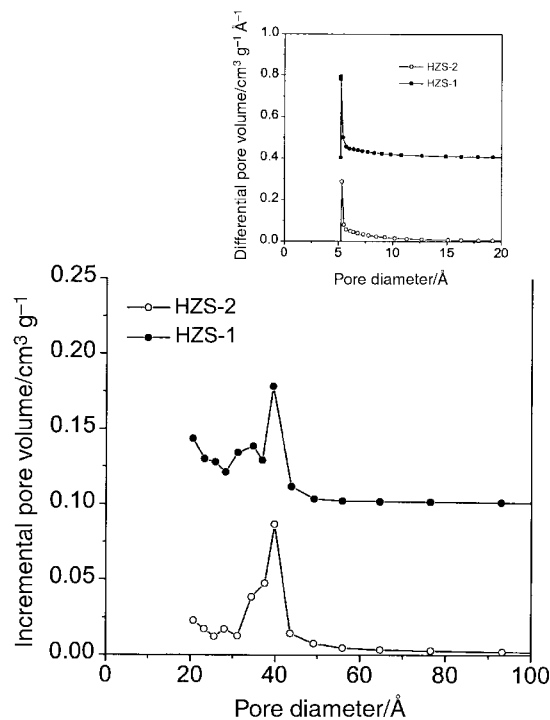 Differential pore volume/cm³ g⁻¹ Å⁻¹
1.0
0.8
0.6
0.4
0.2
0.0
HZS-2
HZS-1
0 5 10 15 20
Pore diameter/Å
Incremental pore volume/cm³ g⁻¹
0.25
0.20
0.15
0.10
0.05
0.00
HZS-2
HZS-1
0 20 40 60 80 100
Pore diameter/Å